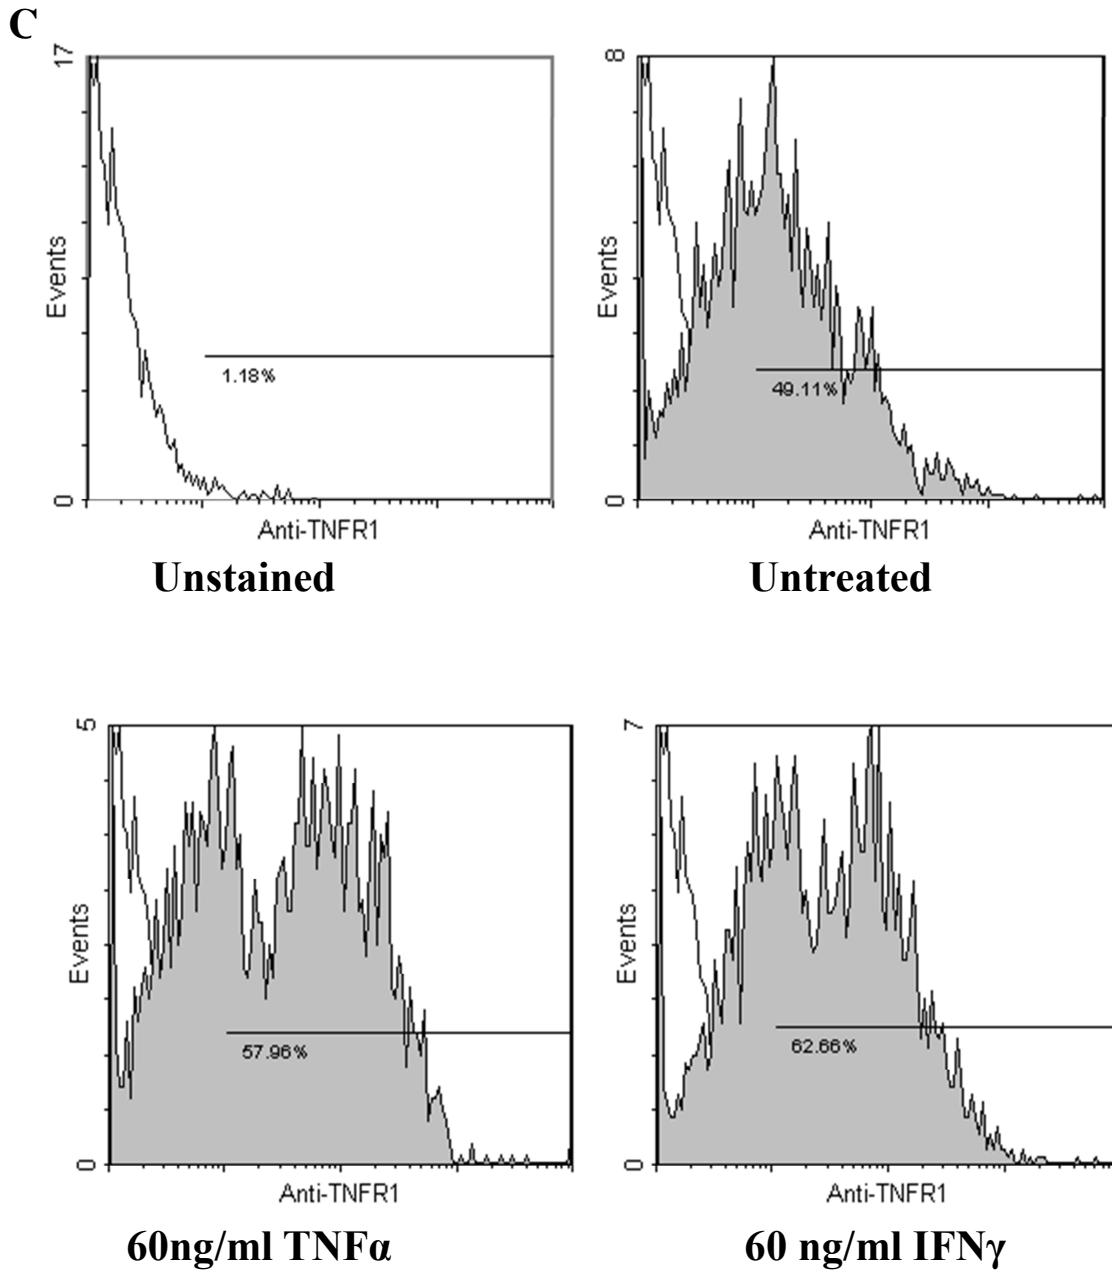 C
17
Events
1.18%
0
Anti-TNFR1
Unstained
8
Events
49.11%
0
Anti-TNFR1
Untreated
5
Events
57.96%
0
Anti-TNFR1
60ng/ml TNFα
7
Events
62.66%
0
Anti-TNFR1
60 ng/ml IFNγ